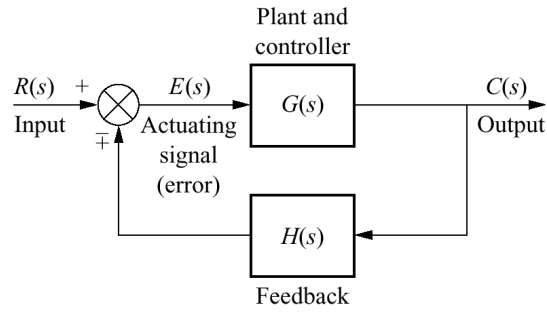 Plant and
controller
R(s) +
E(s)
G(s)
C(s)
Input
∓
Actuating
signal
(error)
Output
H(s)
Feedback